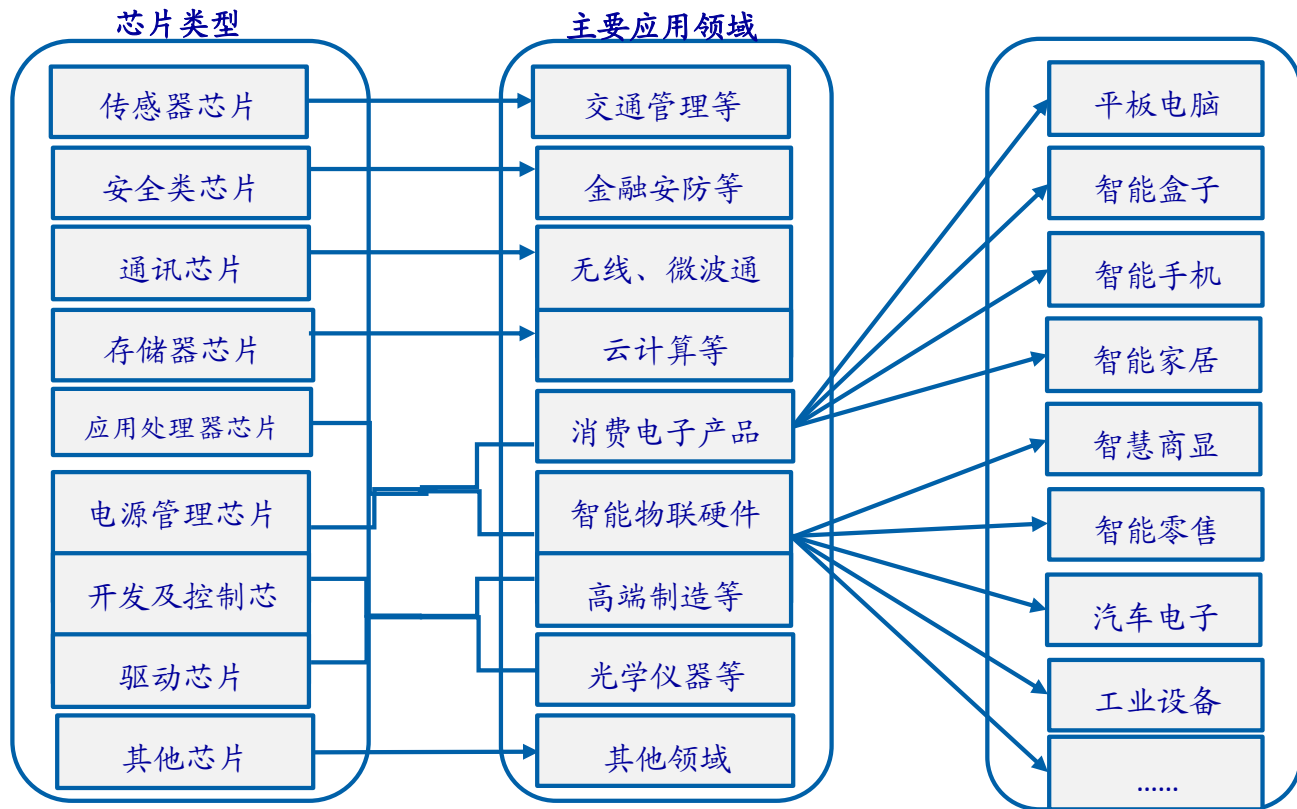 芯片类型
传感器芯片
安全类芯片
通讯芯片
存储器芯片
应用处理器芯片
电源管理芯片
开发及控制芯
驱动芯片
其他芯片
主要应用领域
交通管理等
金融安防等
无线、微波通
云计算等
消费电子产品
智能物联硬件
高端制造等
光学仪器等
其他领域
平板电脑
智能盒子
智能手机
智能家居
智慧商显
智能零售
汽车电子
工业设备
......